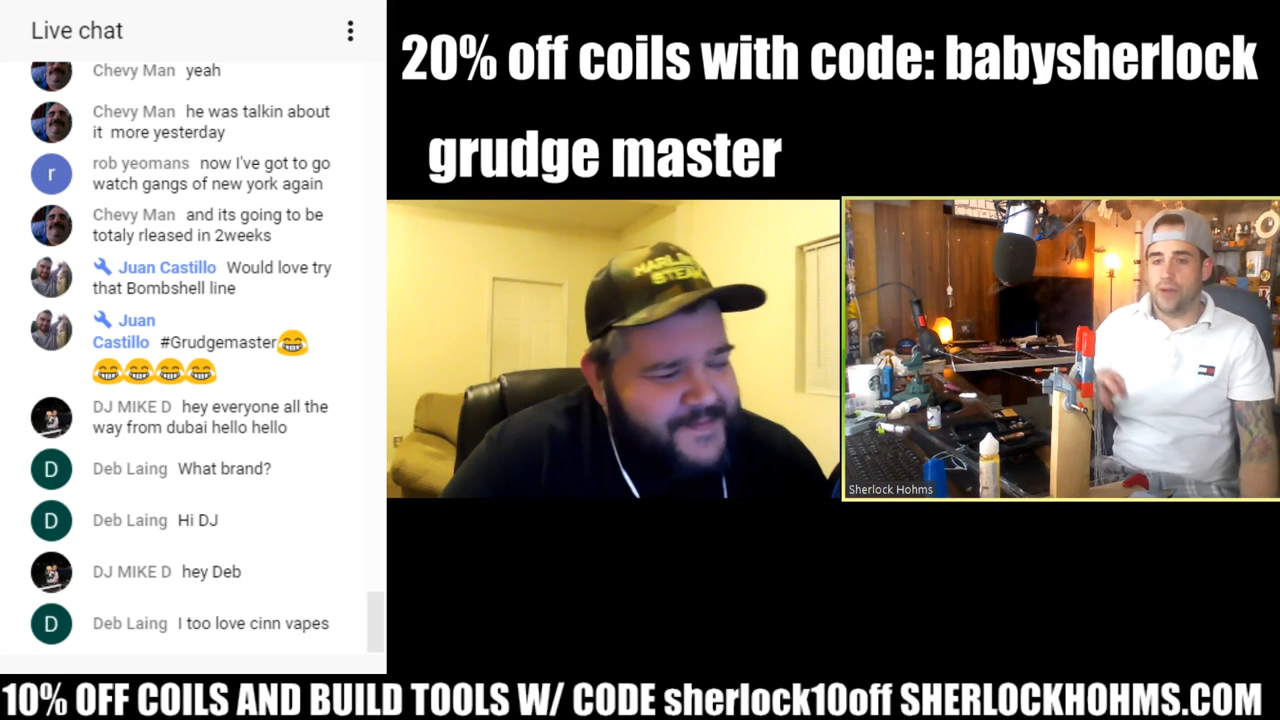 Live chat
Chevy Man yeah
Chevy Man he was talkin about
it more yesterday
r
rob yeomans now I've got to go
watch gangs of new york again
Chevy Man and its going to be
totaly rleased in 2weeks
Juan Castillo Would love try
that Bombshell line
Juan
Castillo #Grudgemaster😂
😂😂😂😂
DJ MIKE D hey everyone all the
way from dubai hello hello
D
Deb Laing What brand?
D
Deb Laing Hi DJ
DJ MIKE D hey Deb
D
Deb Laing I too love cinn vapes
20% off coils with code: babysherlock
grudge master
Sherlock Hohms
10% OFF COILS AND BUILD TOOLS W/ CODE sherlock10off SHERLOCKHOHMS.COM